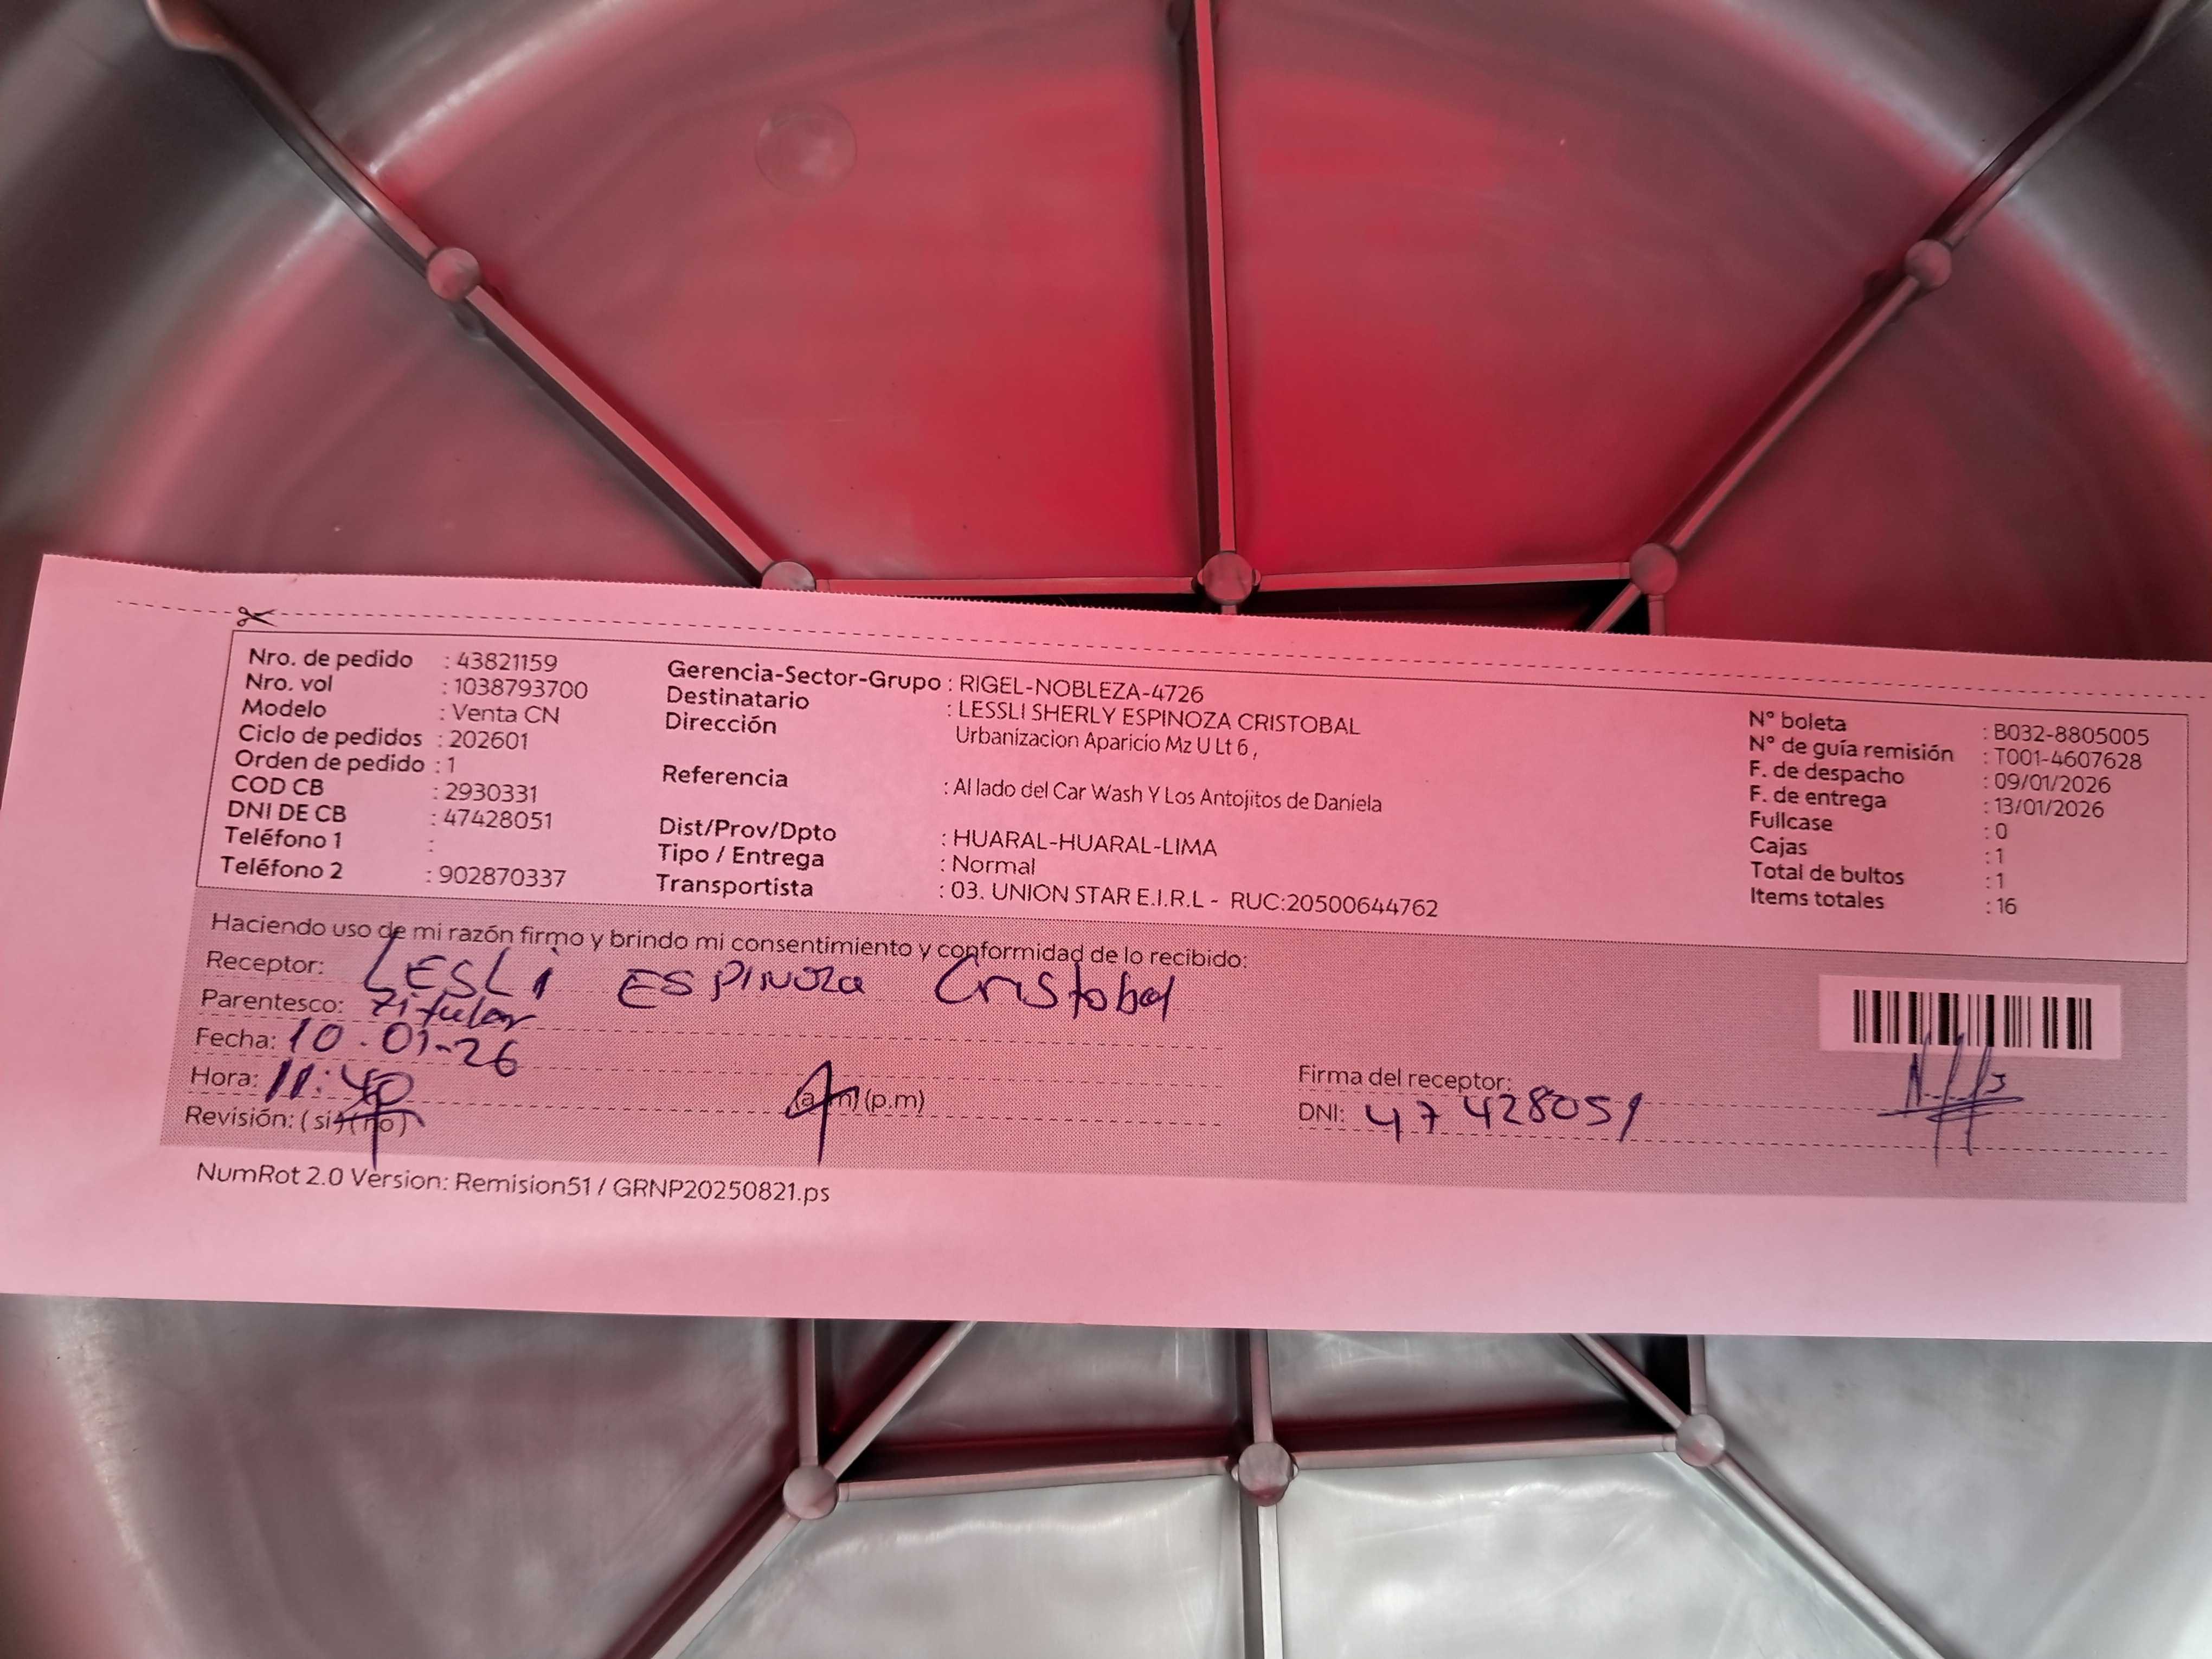 Nro. de pedido : 43821159
Nro. vol : 1038793700
Modelo : Venta CN
Ciclo de pedidos : 202601
Orden de pedido : 1
COD CB : 2930331
DNI DE CB : 47428051
Teléfono 1 :
Teléfono 2 : 902870337
Gerencia-Sector-Grupo : RIGEL-NOBLEZA-4726
Destinatario : LESSLI SHERLY ESPINOZA CRISTOBAL
Dirección Urbanizacion Aparicio Mz U Lt 6 ,
Referencia : Al lado del Car Wash Y Los Antojitos de Daniela
Dist/Prov/Dpto : HUARAL-HUARAL-LIMA
Tipo / Entrega : Normal
Transportista : 03. UNION STAR E.I.R.L - RUC:20500644762
N° boleta : B032-8805005
N° de guía remisión : T001-4607628
F. de despacho : 09/01/2026
F. de entrega : 13/01/2026
Fullcase : 0
Cajas : 1
Total de bultos : 1
Items totales : 16
Haciendo uso de mi razón firmo y brindo mi consentimiento y conformidad de lo recibido:
Receptor: LESLi ESPINOZa Cristobal
Parentesco: Titular
Fecha: 10-01-26
Hora: 11:40 (a.m) (p.m)
Revisión: (si) (no)
Firma del receptor:
DNI: 47428051
NumRot 2.0 Version: Remision51 / GRNP20250821.ps